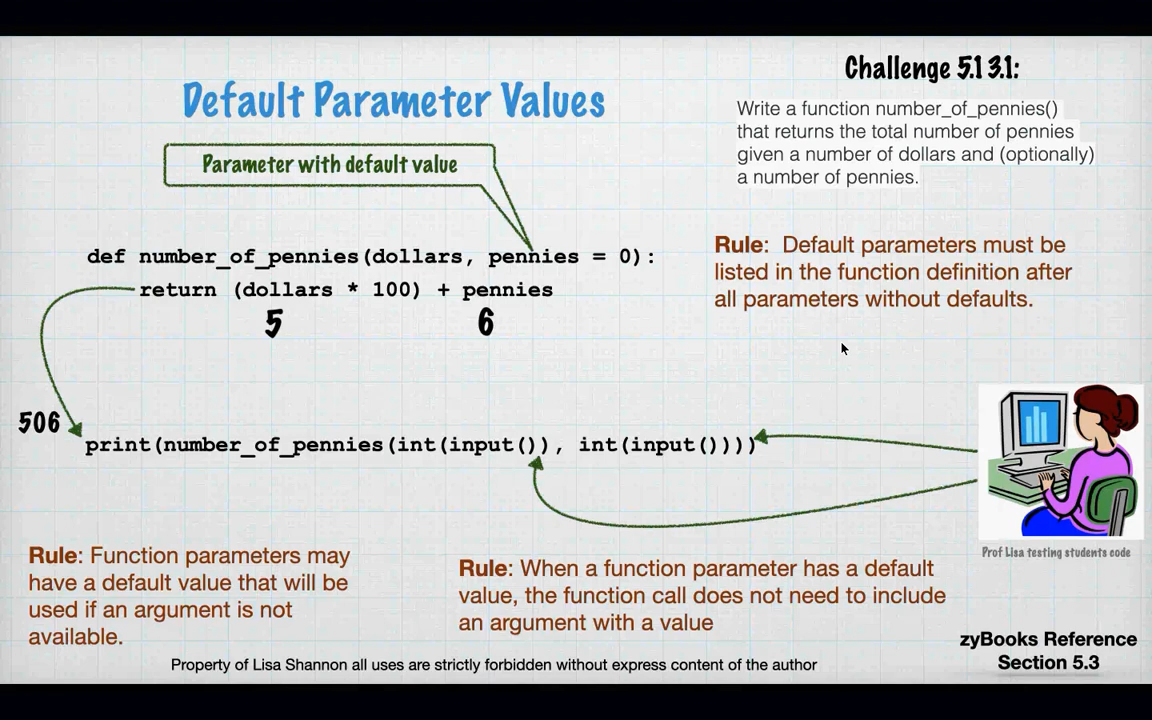 Challenge 5.13.1:
Default Parameter Values
Write a function number_of_pennies()
that returns the total number of pennies
given a number of dollars and (optionally)
a number of pennies.
Parameter with default value
def number_of_pennies(dollars, pennies = 0):
return (dollars * 100) + pennies
5 6
Rule: Default parameters must be
listed in the function definition after
all parameters without defaults.
506
print(number_of_pennies(int(input()), int(input())))
Prof Lisa testing students code
Rule: Function parameters may
have a default value that will be
used if an argument is not
available.
Rule: When a function parameter has a default
value, the function call does not need to include
an argument with a value
zyBooks Reference
Section 5.3
Property of Lisa Shannon all uses are strictly forbidden without express content of the author